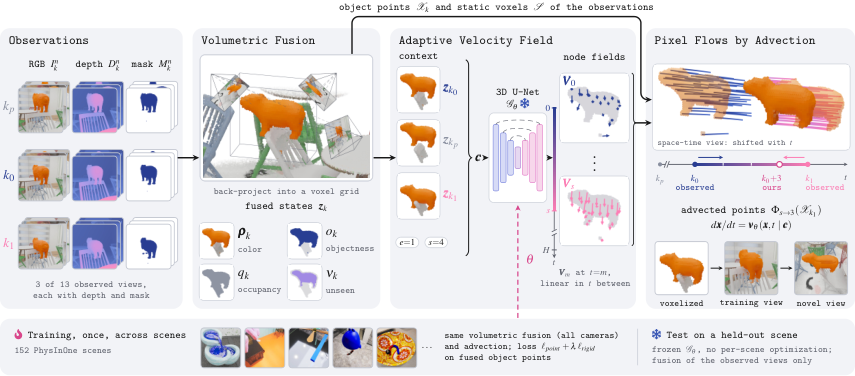 object points 𝒳k and static voxels 𝒮 of the observations
Observations
RGB Iᵏⁿ depth Dᵏⁿ mask Mᵏⁿ
kp
k0
k1
3 of 13 observed views,
each with depth and mask
Volumetric Fusion
back-project into a voxel grid
fused states zk
ρk
color
ok
objectness
qk
occupancy
νk
unseen
Adaptive Velocity Field
context
zk0
zkp
zk1
e=1 s=4
c
3D U-Net
𝒢θ
θ
0
s
H
t
node fields
V0
⋮
Vs
Vm at t=m,
linear in t between
Pixel Flows by Advection
space-time view: shifted with t
kp k0 k0+3 k1 t
observed ours observed
advected points Φs→3(𝒳k1)
dx/dt = vθ(x,t | c)
voxelized training view novel view
Training, once, across scenes
152 PhysInOne scenes
...
same volumetric fusion (all cameras)
and advection; loss ℓpoint+λℓrigid
on fused object points
Test on a held-out scene
frozen 𝒢θ, no per-scene optimization;
fusion of the observed views only